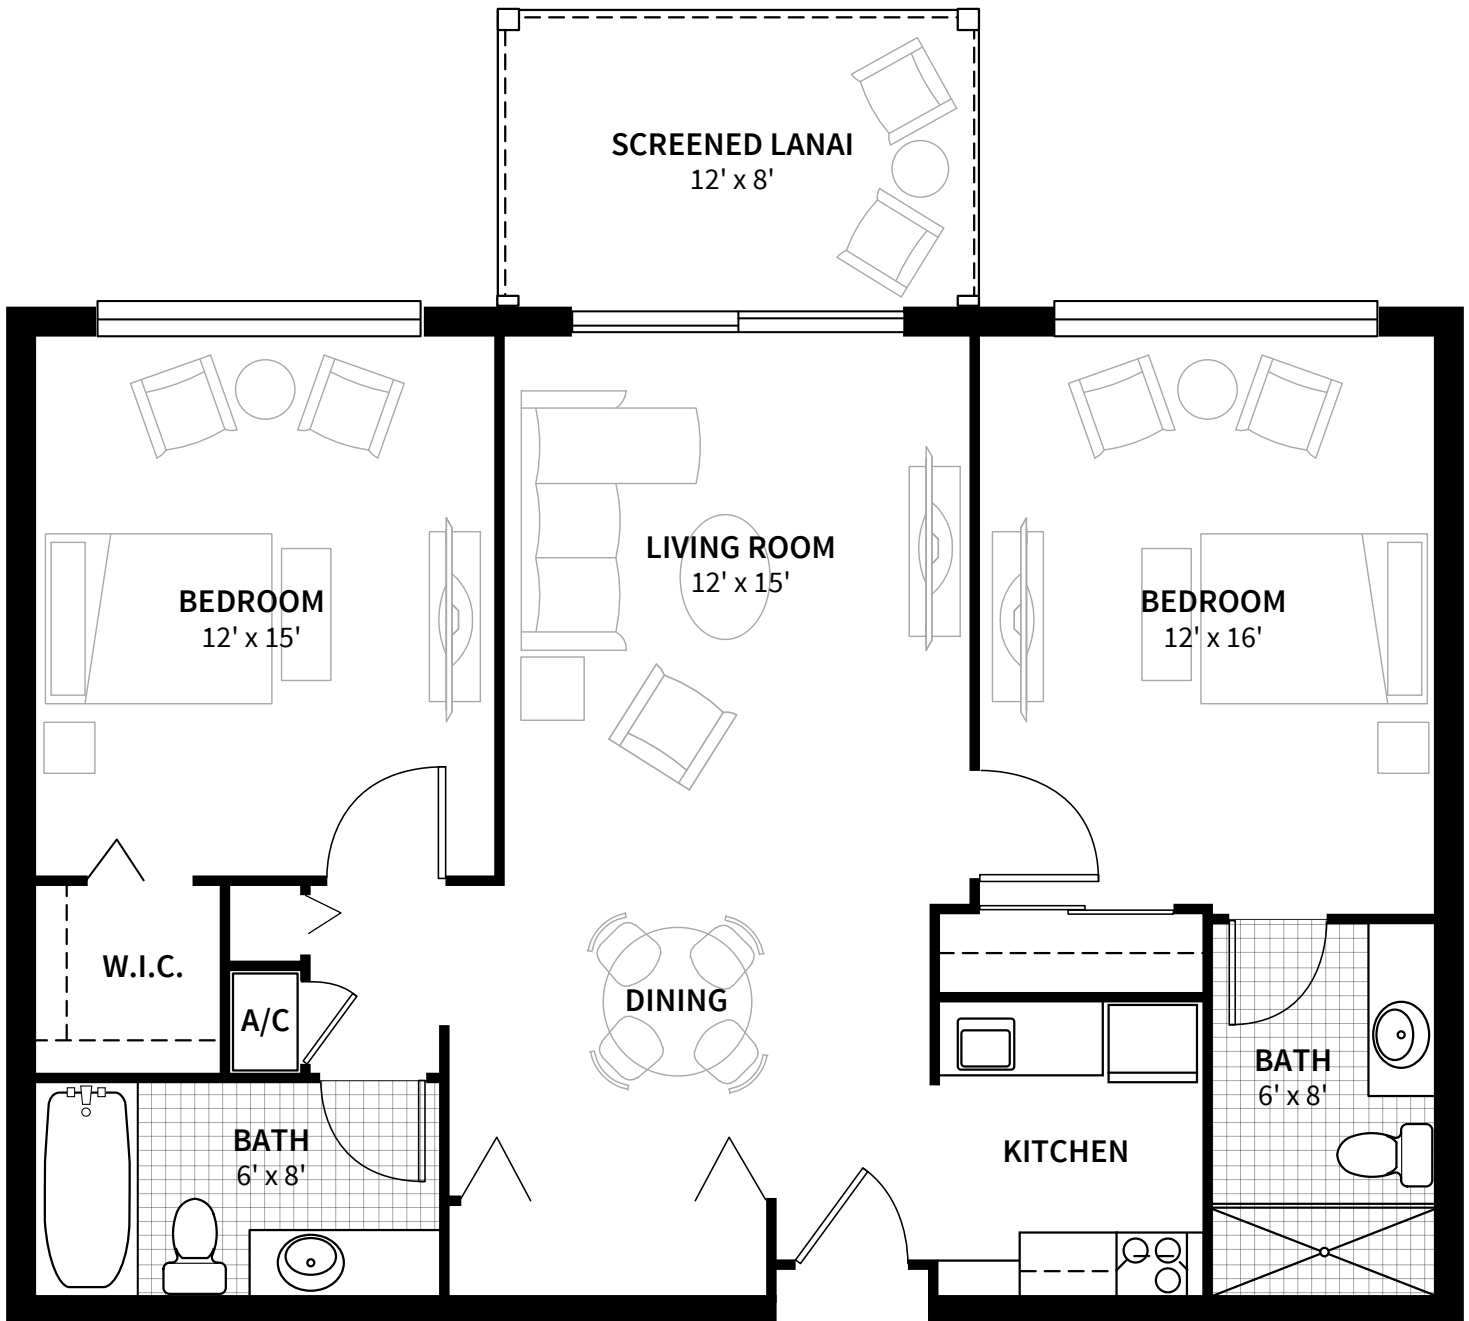 SCREENED LANAI
12' x 8'
LIVING ROOM
12' x 15'
BEDROOM
12' x 15'
BEDROOM
12' x 16'
W.I.C.
A/C
DINING
BATH
6' x 8'
KITCHEN
BATH
6' x 8'